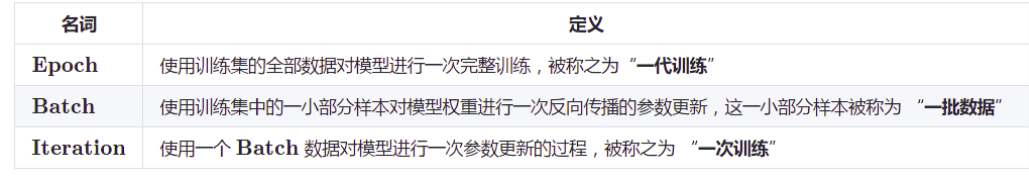 名词 定义
Epoch 使用训练集的全部数据对模型进行一次完整训练，被称之为“一代训练”
Batch 使用训练集中的一小部分样本对模型权重进行一次反向传播的参数更新，这一小部分样本被称为 “一批数据”
Iteration 使用一个 Batch 数据对模型进行一次参数更新的过程，被称之为 “一次训练”